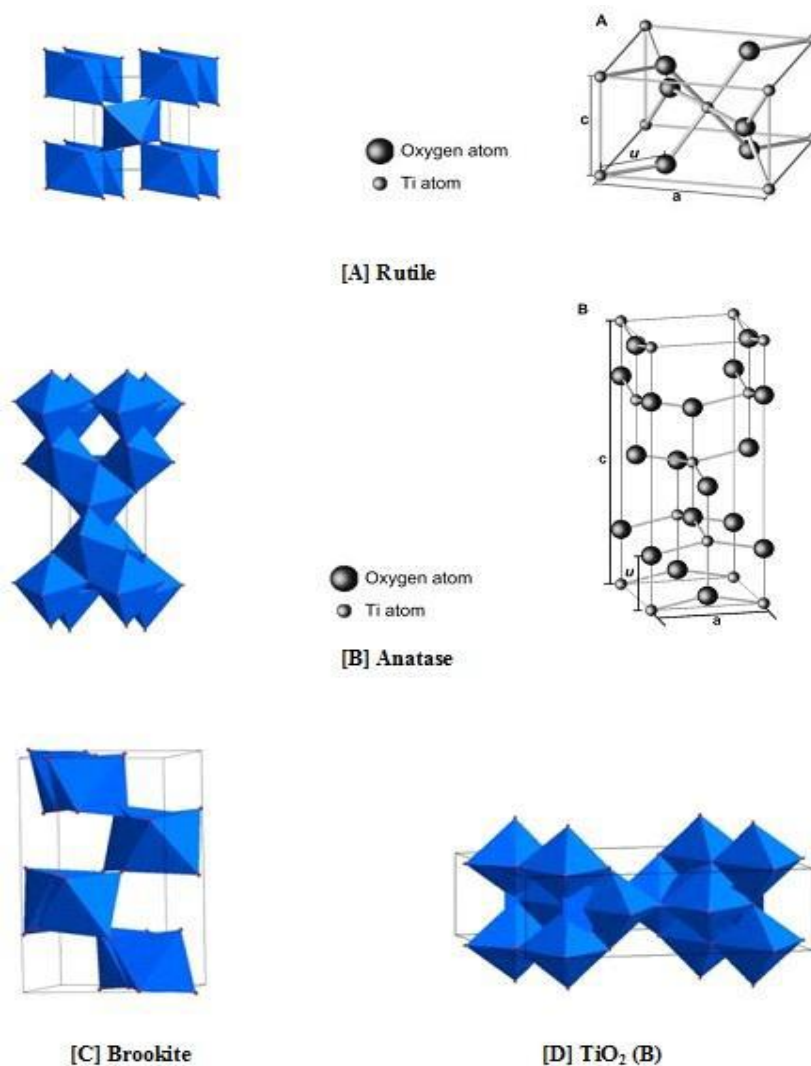 A
c
Oxygen atom
u
Ti atom
a
[A] Rutile
B
c
Oxygen atom
u
Ti atom
a
[B] Anatase
[C] Brookite
[D] TiO₂ (B)